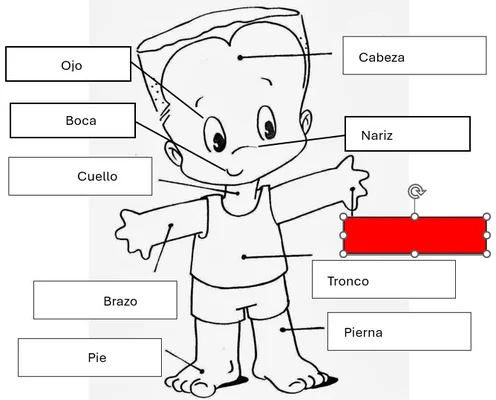 Ojo
Cabeza
Boca
Nariz
Cuello
Tronco
Brazo
Pierna
Pie